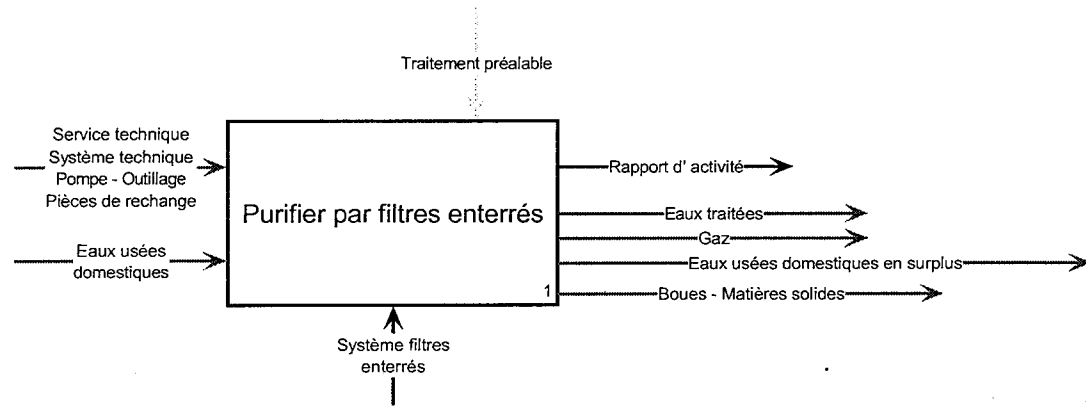 Traitement préalable
Service technique
Système technique
Pompe - Outillage
Pièces de rechange
Rapport d' activité
Purifier par filtres enterrés
Eaux traitées
Gaz
Eaux usées
domestiques
Eaux usées domestiques en surplus
Boues - Matières solides
1
Système filtres
enterrés